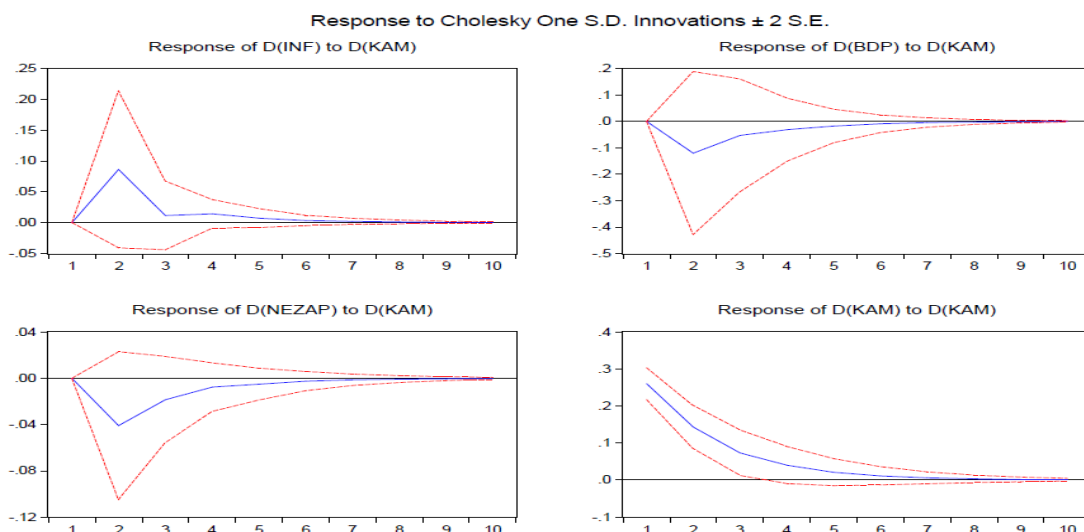 Response to Cholesky One S.D. Innovations ± 2 S.E.
Response of D(INF) to D(KAM)
.25
.20
.15
.10
.05
.00
-.05
1 2 3 4 5 6 7 8 9 10
Response of D(BDP) to D(KAM)
.2
.1
.0
-.1
-.2
-.3
-.4
-.5
1 2 3 4 5 6 7 8 9 10
Response of D(NEZAP) to D(KAM)
.04
.00
-.04
-.08
-.12
1 2 3 4 5 6 7 8 9 10
Response of D(KAM) to D(KAM)
.4
.3
.2
.1
.0
-.1
1 2 3 4 5 6 7 8 9 10